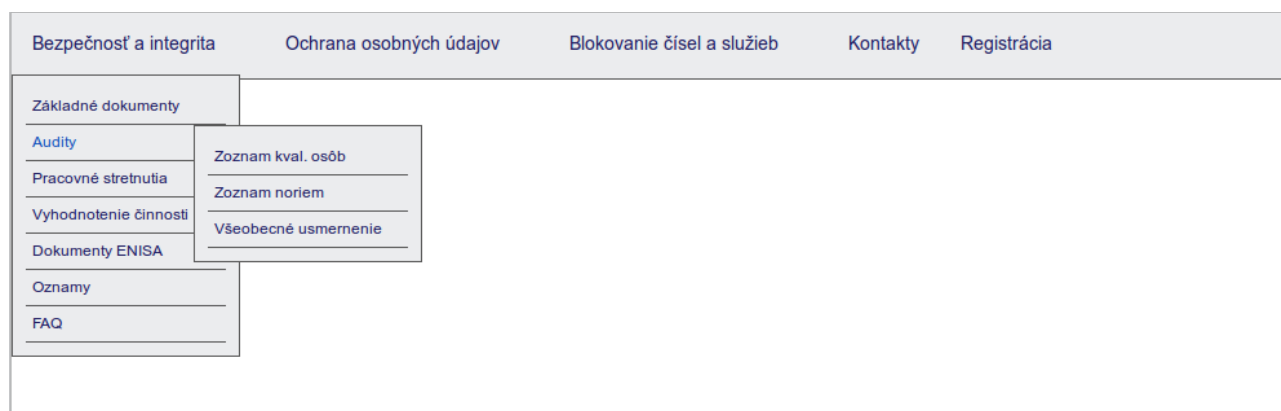 Bezpečnosť a integrita Ochrana osobných údajov Blokovanie čísel a služieb Kontakty Registrácia
Základné dokumenty
Audity
Pracovné stretnutia
Vyhodnotenie činnosti
Dokumenty ENISA
Oznamy
FAQ
Zoznam kval. osôb
Zoznam noriem
Všeobecné usmernenie